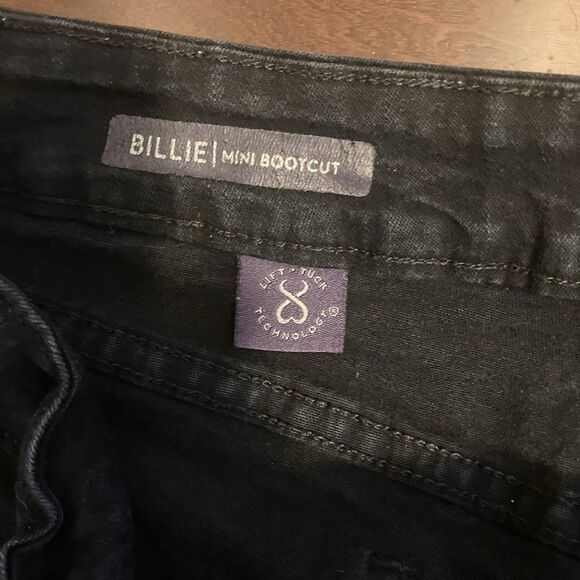 BILLIE | MINI BOOTCUT
LIFT • TUCK
TECHNOLOGY®